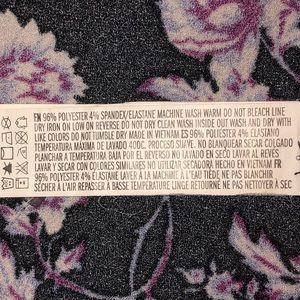 EN 96% POLYESTER 4% SPANDEX/ELASTANE MACHINE WASH WARM DO NOT BLEACH LINE
DRY IRON ON LOW ON REVERSE DO NOT DRY CLEAN WASH INSIDE OUT WASH AND DRY WITH
LIKE COLORS DO NOT TUMBLE DRY MADE IN VIETNAM ES 96% POLIESTER 4% ELASTANO
TEMPERATURA MAXIMA DE LAVADO 40OC, PROCESO SUAVE. NO BLANQUEAR SECAR COLGADO
PLANCHAR A TEMPERATURA BAJA POR EL REVERSO NO LAVAR EN SECO LAVAR AL REVES
LAVAR Y SECAR CON COLORES SIMILARES NO UTILIZAR SECADORA HECHO EN VIETNAM FR
96% POLYESTER 4% ELASTANE LAVER À LA MACHINE À L'EAU TIÈDE, NE PAS BLANCHIR
SÉCHER À L'AIR REPASSER À BASSE TEMPÉRATURE LINGE RETOURNÉ NE PAS NETTOYER À SEC